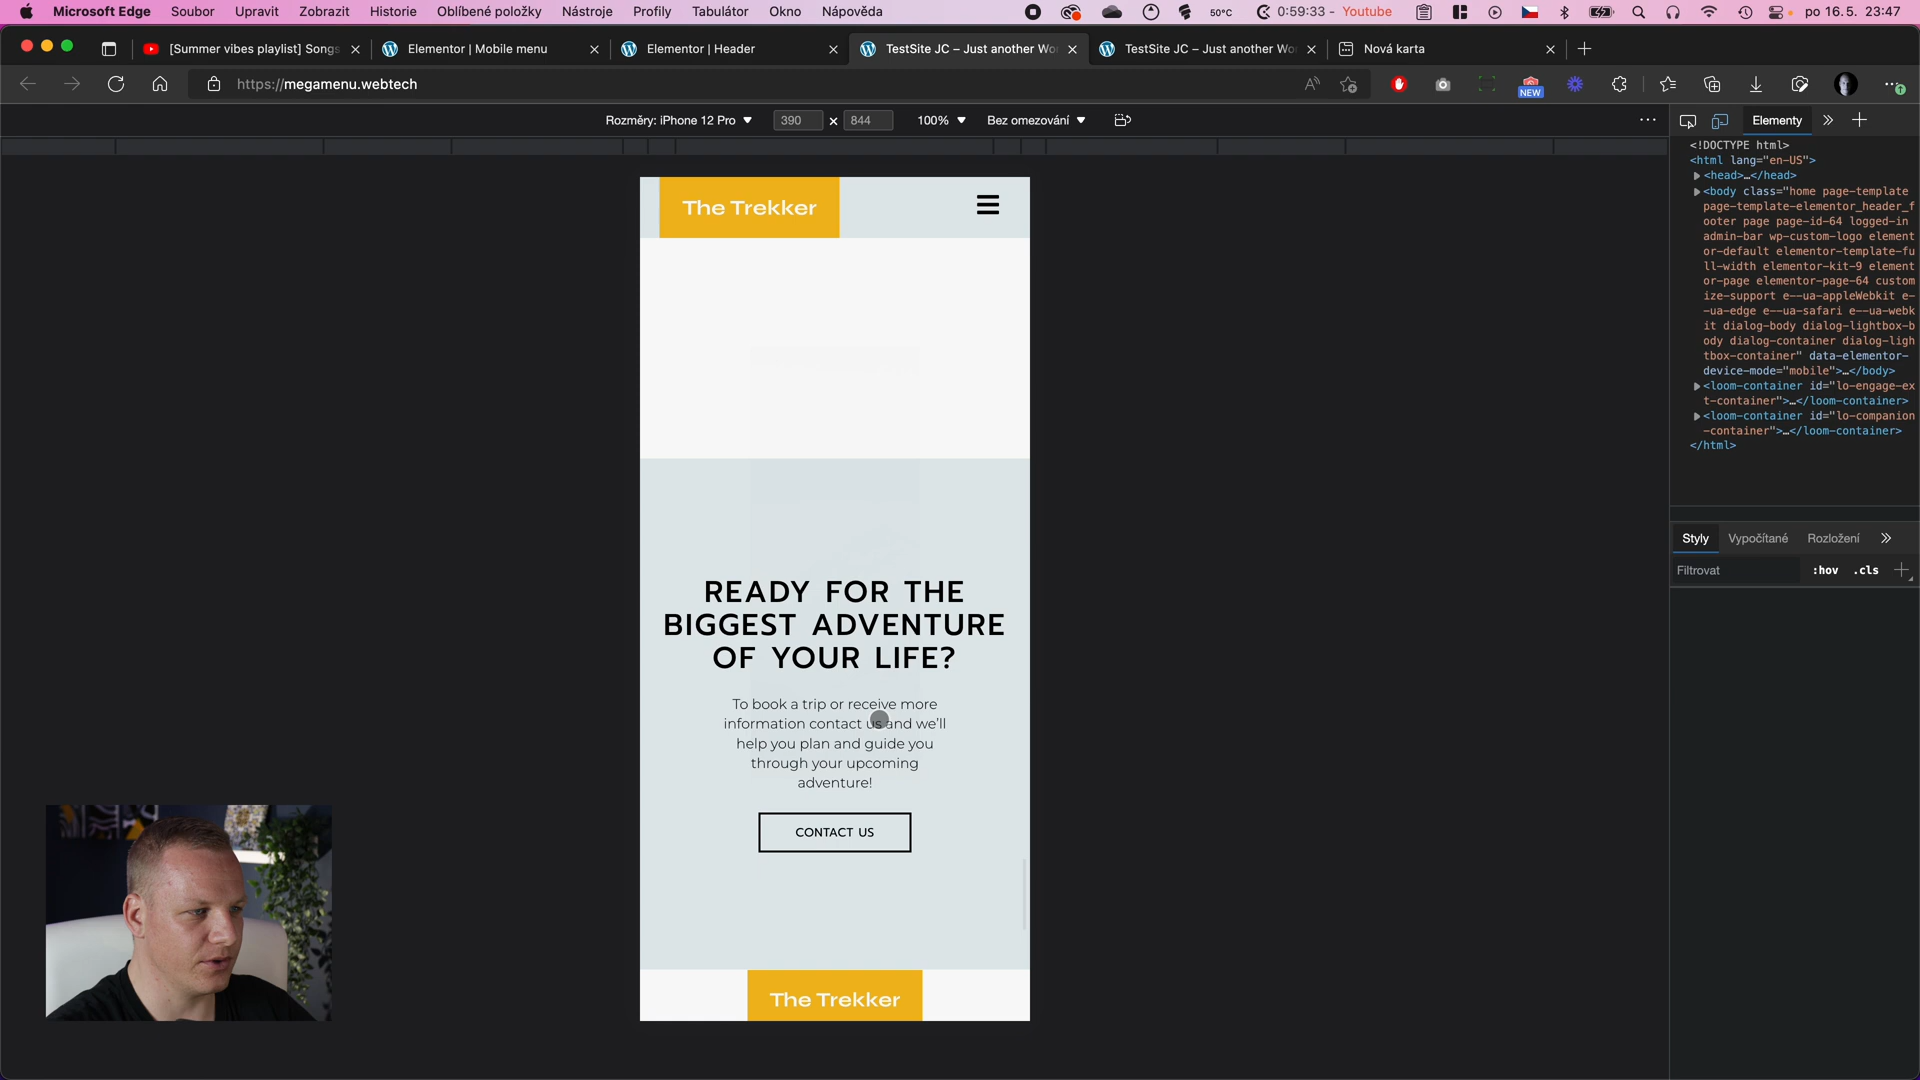 Microsoft Edge Soubor Upravit Zobrazit Historie Oblíbené položky Nástroje Profily Tabulátor Okno Nápověda 50°C 0:59:33 - Youtube po 16.5. 23:47
[Summer vibes playlist] Songs Elementor | Mobile menu Elementor | Header TestSite JC – Just another Wo TestSite JC – Just another Wo Nová karta
https://megamenu.webtech NEW
Rozměry: iPhone 12 Pro 390 x 844 100% Bez omezování Elementy
<!DOCTYPE html>
<html lang="en-US">
<head>…</head>
<body class="home page-template
page-template-elementor_header_f
ooter page page-id-64 logged-in
admin-bar wp-custom-logo element
or-default elementor-template-fu
ll-width elementor-kit-9 element
or-page elementor-page-64 custom
ize-support e--ua-appleWebkit e-
-ua-edge e--ua-safari e--ua-webk
it dialog-body dialog-lightbox-b
ody dialog-container dialog-ligh
tbox-container" data-elementor-
device-mode="mobile">…</body>
<loom-container id="lo-engage-ex
t-container">…</loom-container>
<loom-container id="lo-companion
-container">…</loom-container>
</html>
Styly Vypočítané Rozložení
Filtrovat :hov .cls
The Trekker
READY FOR THE
BIGGEST ADVENTURE
OF YOUR LIFE?
To book a trip or receive more
information contact us and we'll
help you plan and guide you
through your upcoming
adventure!
CONTACT US
The Trekker